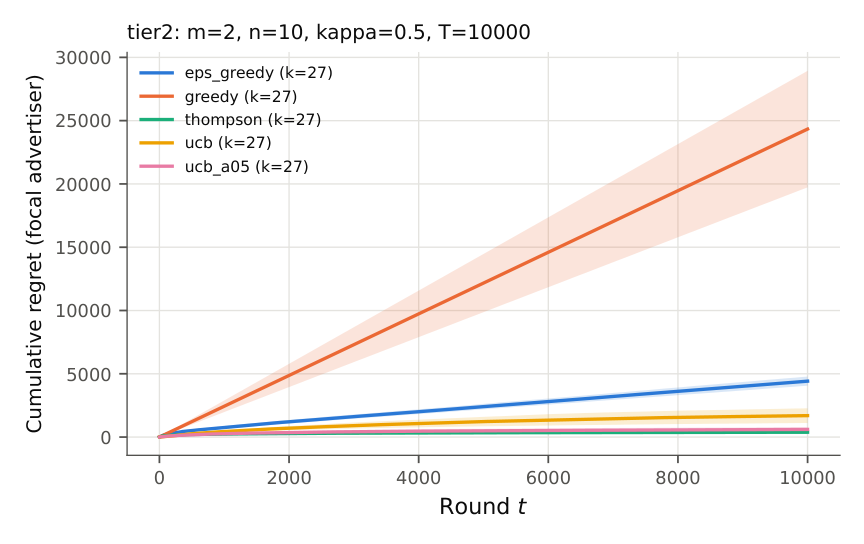 tier2: m=2, n=10, kappa=0.5, T=10000
Cumulative regret (focal advertiser)
30000
25000
20000
15000
10000
5000
0
eps_greedy (k=27)
greedy (k=27)
thompson (k=27)
ucb (k=27)
ucb_a05 (k=27)
0 2000 4000 6000 8000 10000
Round t